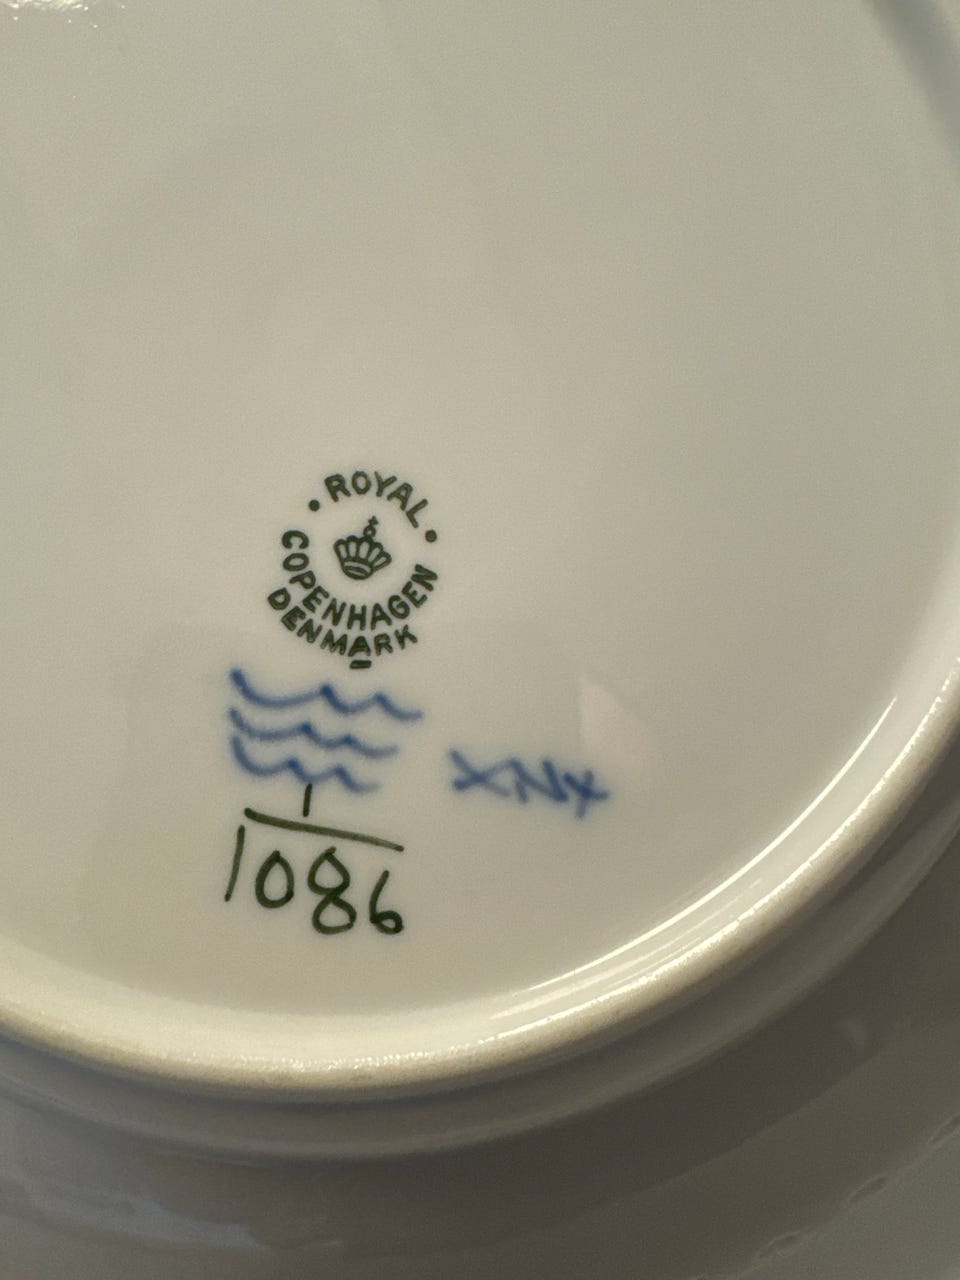 ROYAL
COPENHAGEN
DENMARK
XNX
1
1086